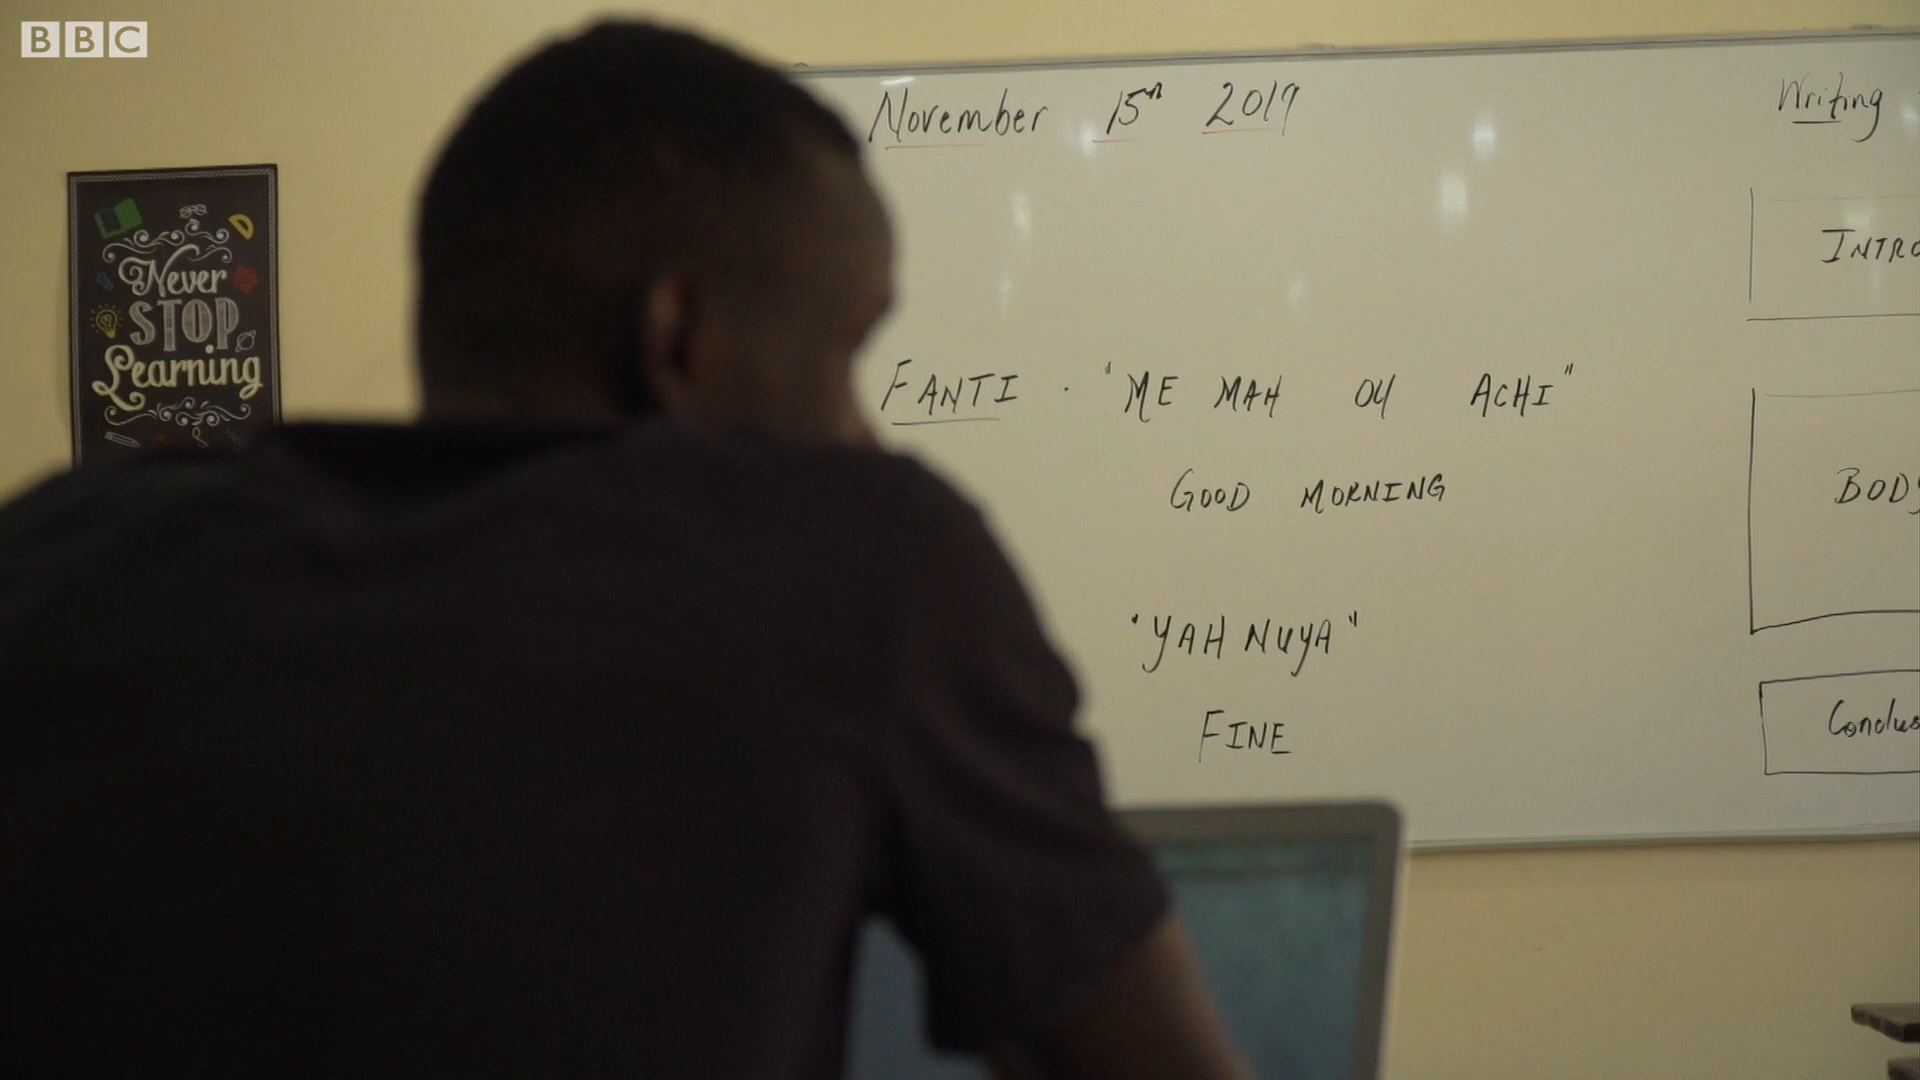 BBC
Never
STOP
Learning
November 15th 2019
FANTI . "ME MAH OY ACHI"
GOOD MORNING
"YAH NUYA"
FINE
Writing
INTRO
BODY
Conclus